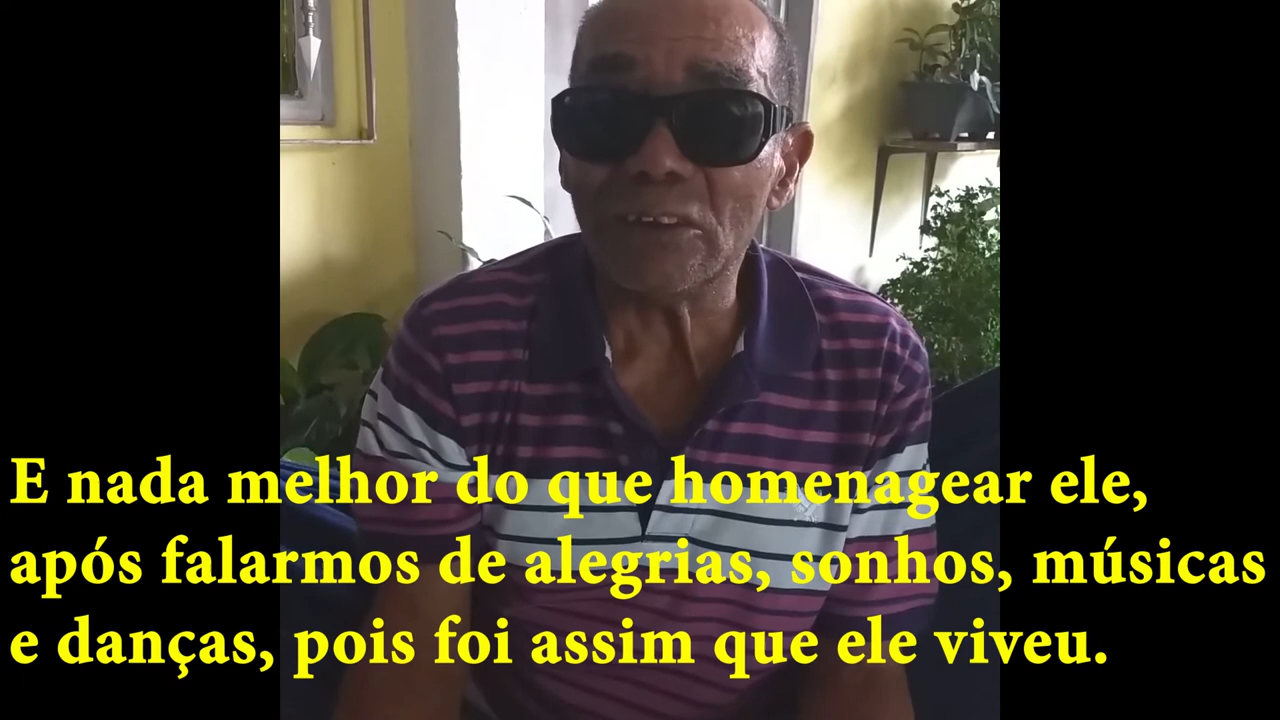 E nada melhor do que homenagear ele,
após falarmos de alegrias, sonhos, músicas
e danças, pois foi assim que ele viveu.